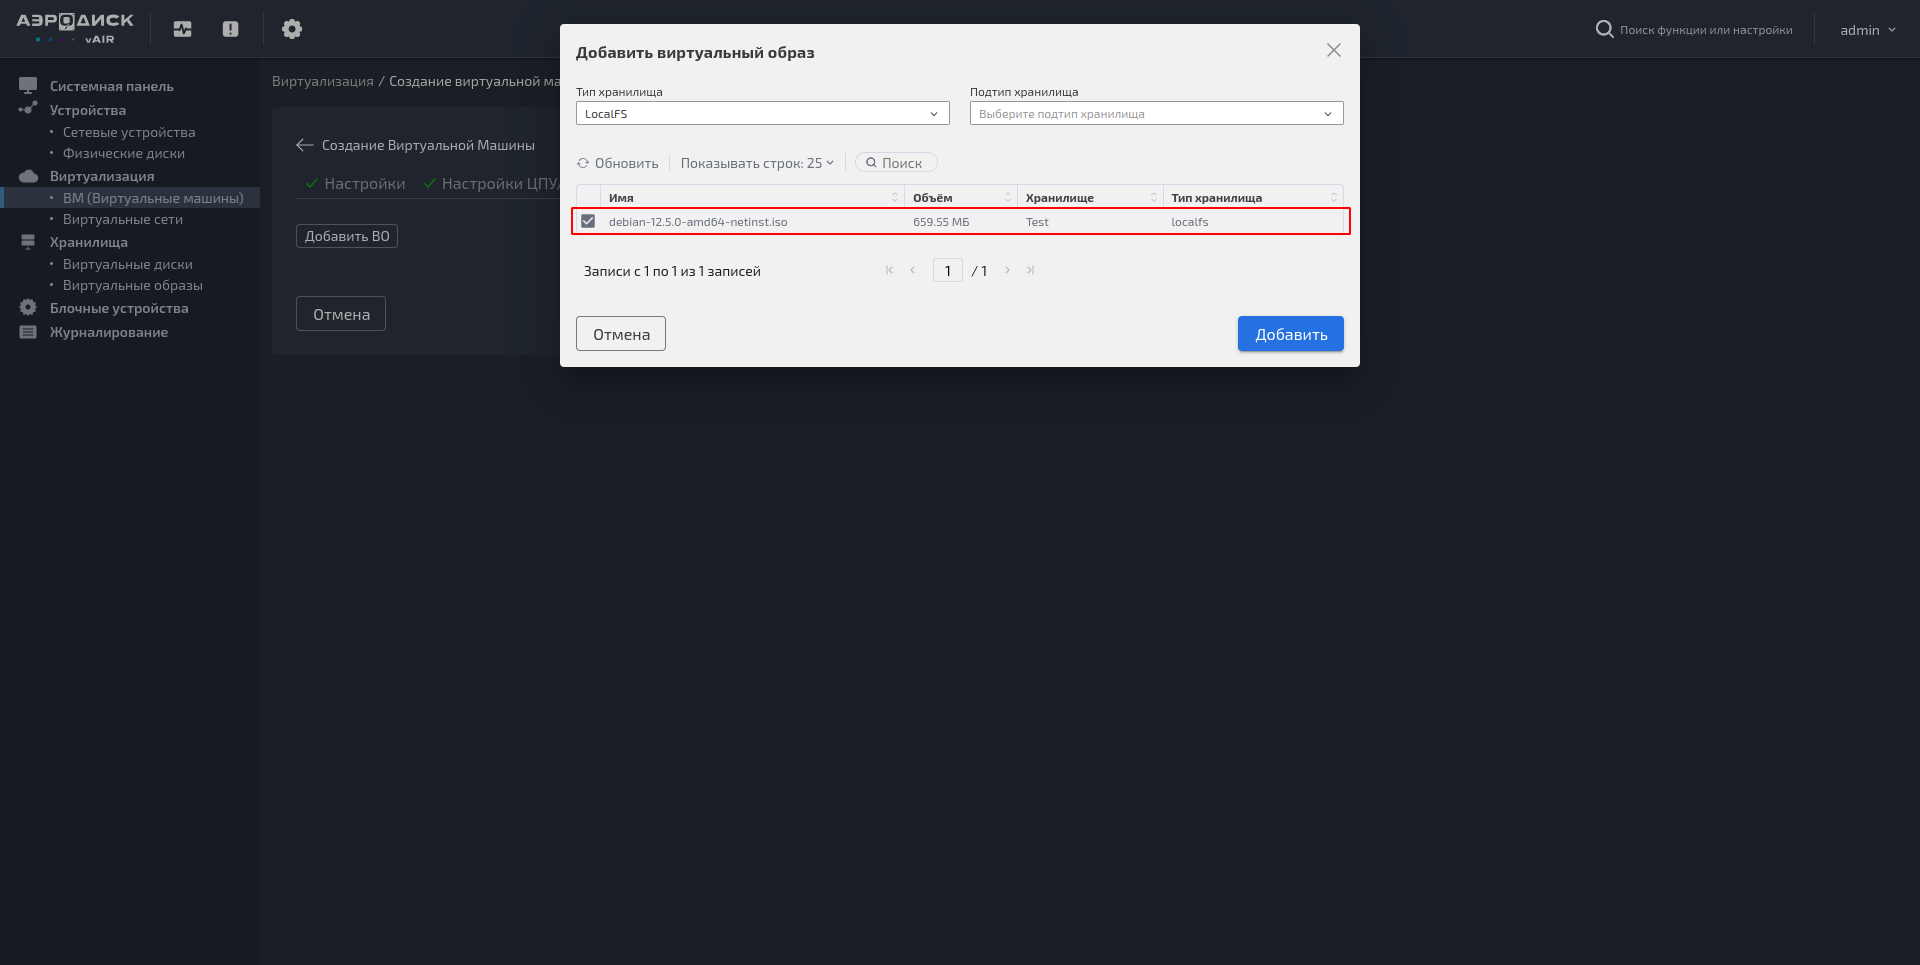 АЭРОДИСК
vAIR
Поиск функции или настройки
admin
Системная панель
Устройства
Сетевые устройства
Физические диски
Виртуализация
ВМ (Виртуальные машины)
Виртуальные сети
Хранилища
Виртуальные диски
Виртуальные образы
Блочные устройства
Журналирование
Виртуализация / Создание виртуальной ма
Создание Виртуальной Машины
Настройки Настройки ЦПУ/
Добавить ВО
Отмена
Добавить виртуальный образ
Тип хранилища Подтип хранилища
LocalFS Выберите подтип хранилища
Обновить Показывать строк: 25 Поиск
Имя Объём Хранилище Тип хранилища
debian-12.5.0-amd64-netinst.iso 659.55 МБ Test localfs
Записи с 1 по 1 из 1 записей 1 / 1
Отмена Добавить